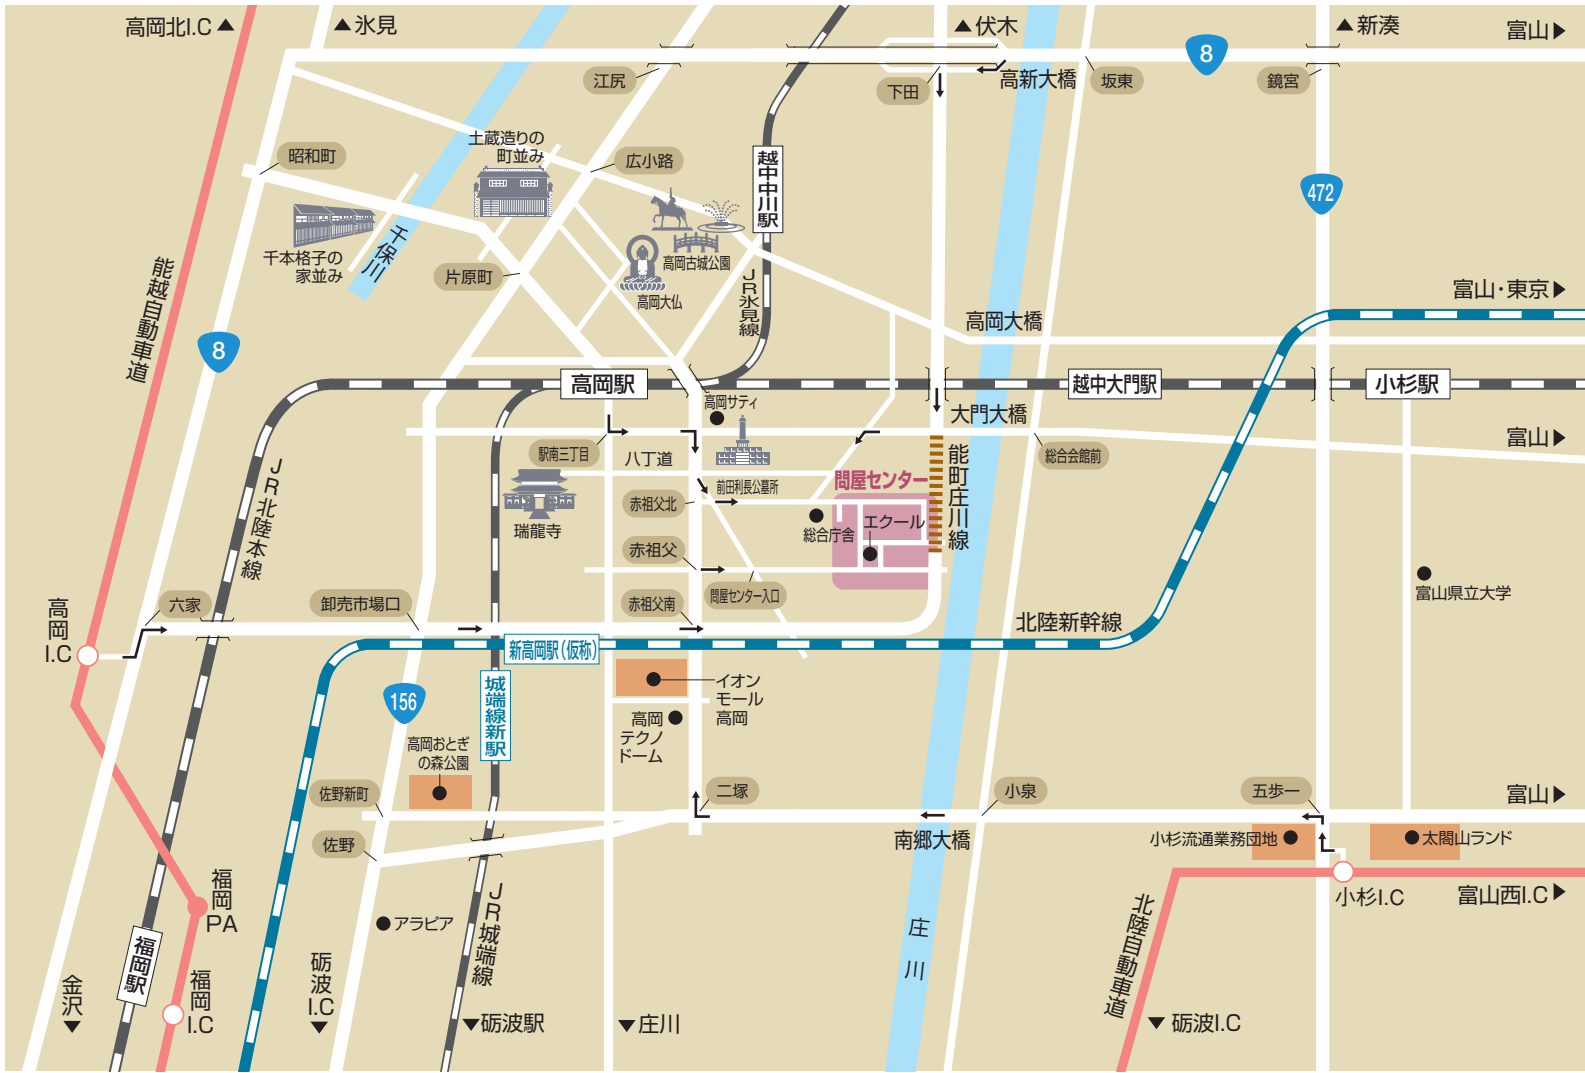 高岡北I.C▲
▲氷見
▲伏木
▲新湊
富山▶
8
江尻
下田
高新大橋
坂東
鏡宮
昭和町
土蔵造りの
町並み
広小路
越中中川駅
472
千本格子の
家並み
千保川
片原町
高岡古城公園
高岡大仏
JR氷見線
能越自動車道
8
富山・東京▶
高岡大橋
高岡駅
越中大門駅
小杉駅
高岡サティ
大門大橋
駅南三丁目
八丁道
総合会館前
富山▶
JR北陸本線
瑞龍寺
前田利長公墓所
問屋センター
能町庄川線
赤祖父北
総合庁舎
エクール
赤祖父
富山県立大学
高岡
I.C
六家
卸売市場口
赤祖父南
問屋センター入口
北陸新幹線
新高岡駅(仮称)
城端線新駅
156
イオン
モール
高岡
高岡
テクノ
ドーム
高岡おとぎ
の森公園
佐野新町
二塚
小泉
五歩一
富山▶
佐野
南郷大橋
小杉流通業務団地
太閤山ランド
福岡
PA
アラピア
JR城端線
庄川
北陸自動車道
小杉I.C
富山西I.C▶
福岡駅
金沢
▼
福岡
I.C
砺波
I.C
▼
▼砺波駅
▼庄川
▼砺波I.C